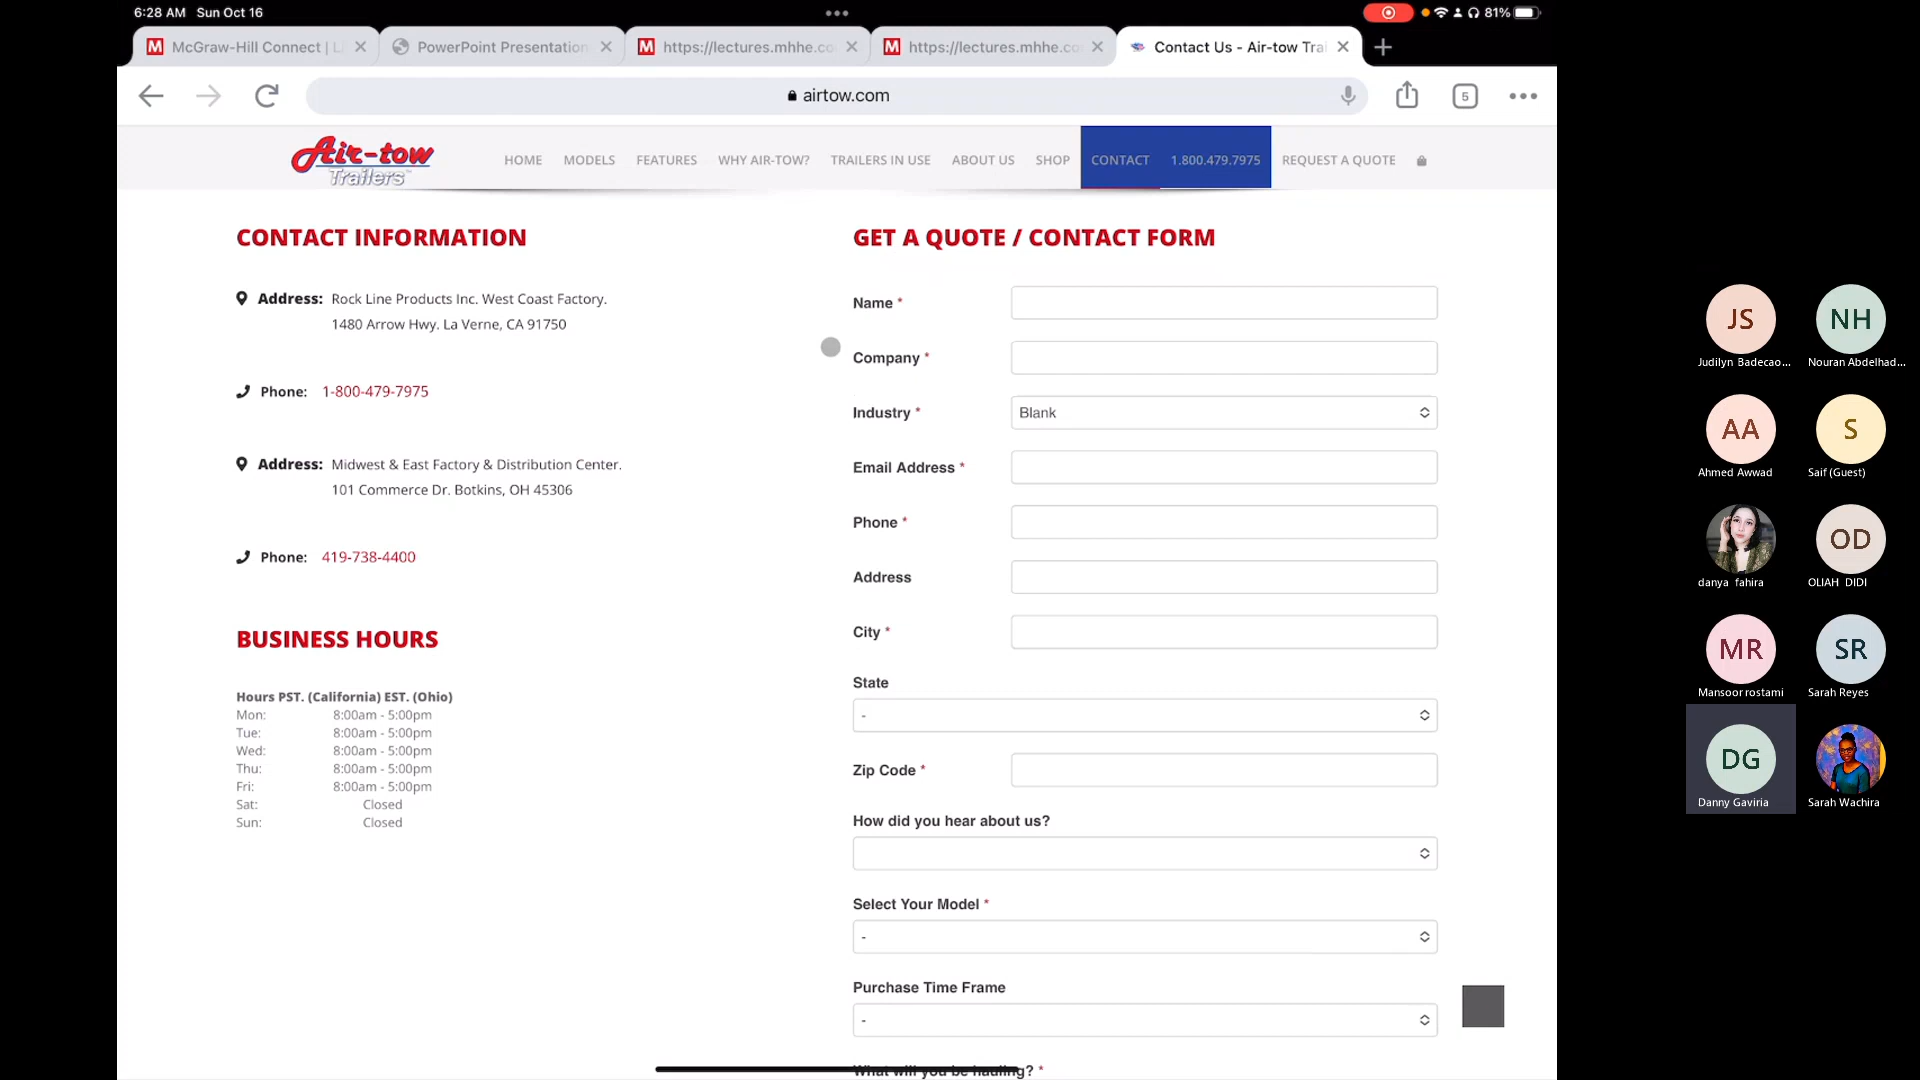 6:28 AM Sun Oct 16
81%
McGraw-Hill Connect | L
PowerPoint Presentation
https://lectures.mhhe.co
https://lectures.mhhe.co
Contact Us - Air-tow Trai
airtow.com
5
Air-tow
Trailers™
HOME
MODELS
FEATURES
WHY AIR-TOW?
TRAILERS IN USE
ABOUT US
SHOP
CONTACT
1.800.479.7975
REQUEST A QUOTE
CONTACT INFORMATION
Address: Rock Line Products Inc. West Coast Factory.
1480 Arrow Hwy. La Verne, CA 91750
Phone: 1-800-479-7975
Address: Midwest & East Factory & Distribution Center.
101 Commerce Dr. Botkins, OH 45306
Phone: 419-738-4400
BUSINESS HOURS
Hours PST. (California) EST. (Ohio)
Mon: 8:00am - 5:00pm
Tue: 8:00am - 5:00pm
Wed: 8:00am - 5:00pm
Thu: 8:00am - 5:00pm
Fri: 8:00am - 5:00pm
Sat: Closed
Sun: Closed
GET A QUOTE / CONTACT FORM
Name *
Company *
Industry * Blank
Email Address *
Phone *
Address
City *
State
-
Zip Code *
How did you hear about us?
Select Your Model *
-
Purchase Time Frame
-
What will you be hauling? *
JS
Judilyn Badecao...
NH
Nouran Abdelhad...
AA
Ahmed Awwad
S
Saif (Guest)
danya fahira
OD
OLIAH DIDI
MR
Mansoor rostami
SR
Sarah Reyes
DG
Danny Gaviria
Sarah Wachira